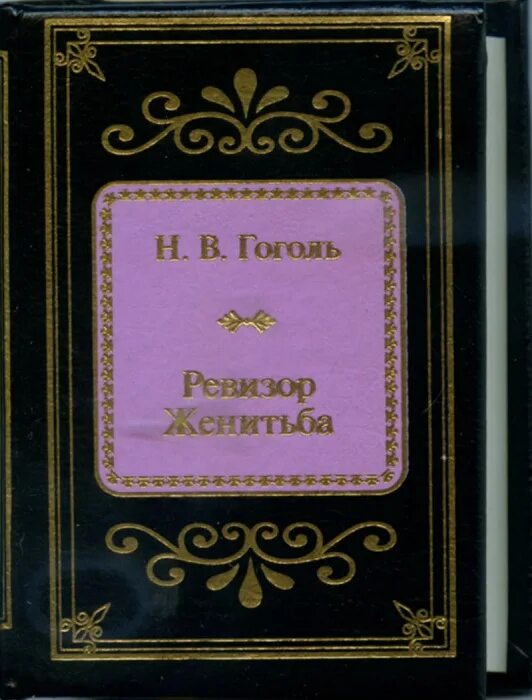 Н. В. Гоголь
Ревизор
Женитьба